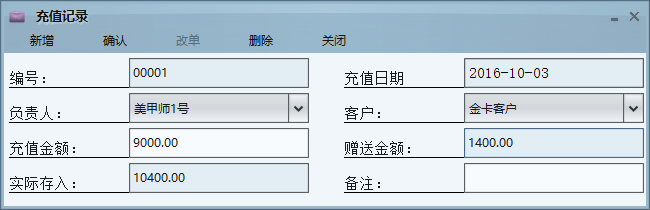 充值记录
新增 确认 改单 删除 关闭
编号： 00001 充值日期 2016-10-03
负责人： 美甲师1号 客户： 金卡客户
充值金额： 9000.00 赠送金额： 1400.00
实际存入： 10400.00 备注：